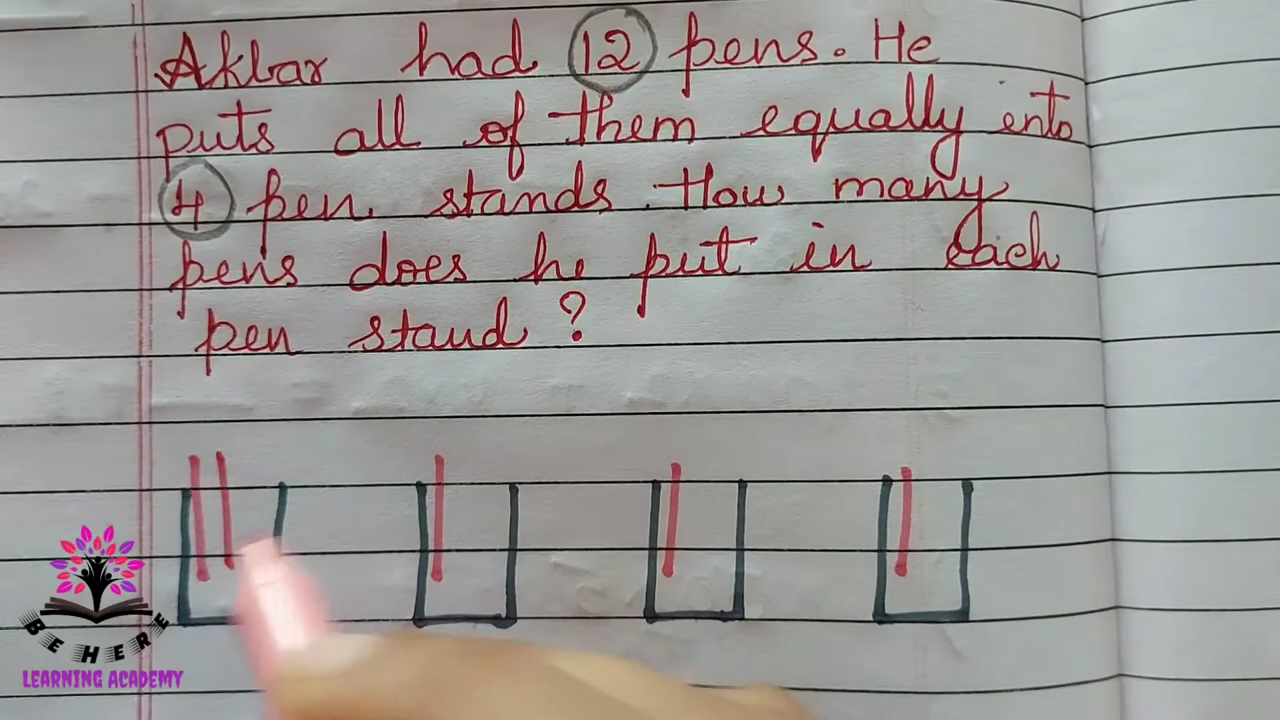 Akbar had 12 pens. He
puts all of them equally into
4 pen stands. How many
pens does he put in each
pen stand?
BE HERE
LEARNING ACADEMY